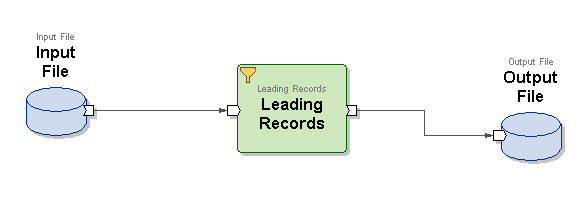 Input File
Input
File
Leading Records
Leading
Records
Output File
Output
File